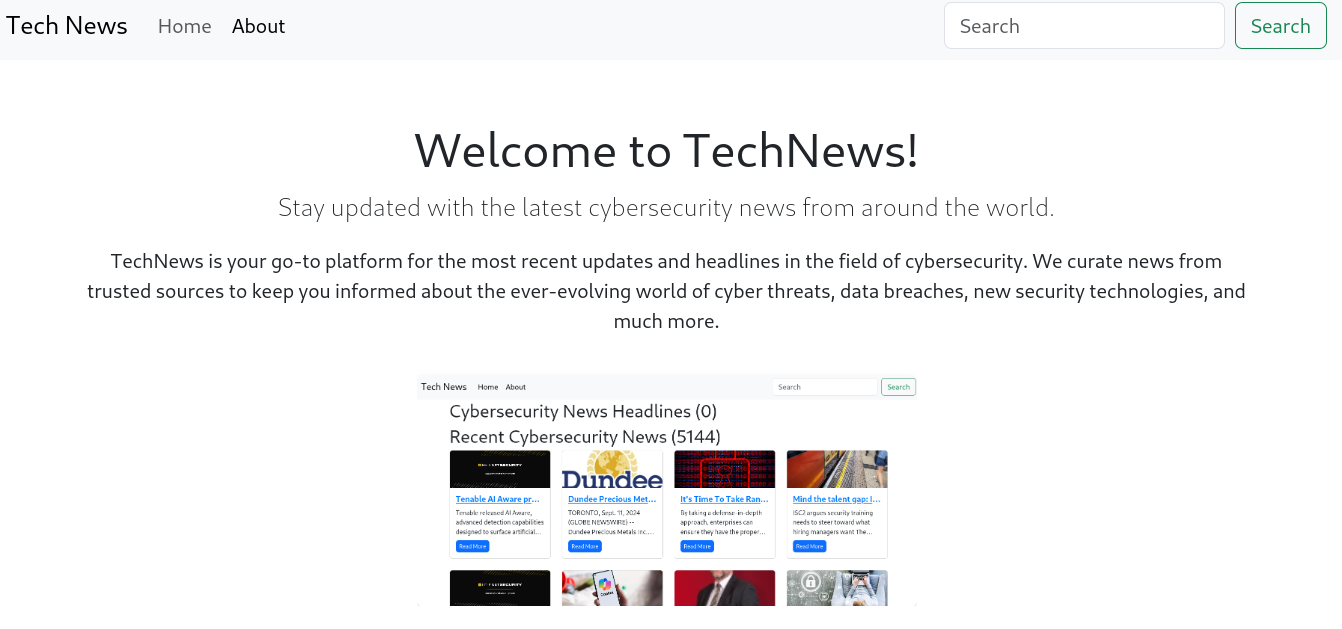 Tech News Home About Search Search
Welcome to TechNews!
Stay updated with the latest cybersecurity news from around the world.
TechNews is your go-to platform for the most recent updates and headlines in the field of cybersecurity. We curate news from
trusted sources to keep you informed about the ever-evolving world of cyber threats, data breaches, new security technologies, and
much more.
Tech News Home About Search Search
Cybersecurity News Headlines (0)
Recent Cybersecurity News (5144)
Dundee
Tenable AI Aware pr...
Tenable released AI Aware,
advanced detection capabilities
designed to surface artificial...
Read More
Dundee Precious Met...
TORONTO, Sept. 11, 2024
(GLOBE NEWSWIRE) --
Dundee Precious Metals Inc....
Read More
It's Time To Take Ran...
By taking a defense-in-depth
approach, enterprises can
ensure they have the proper...
Read More
Mind the talent gap: I...
ISC2 argues security training
needs to steer toward what
hiring managers want The...
Read More